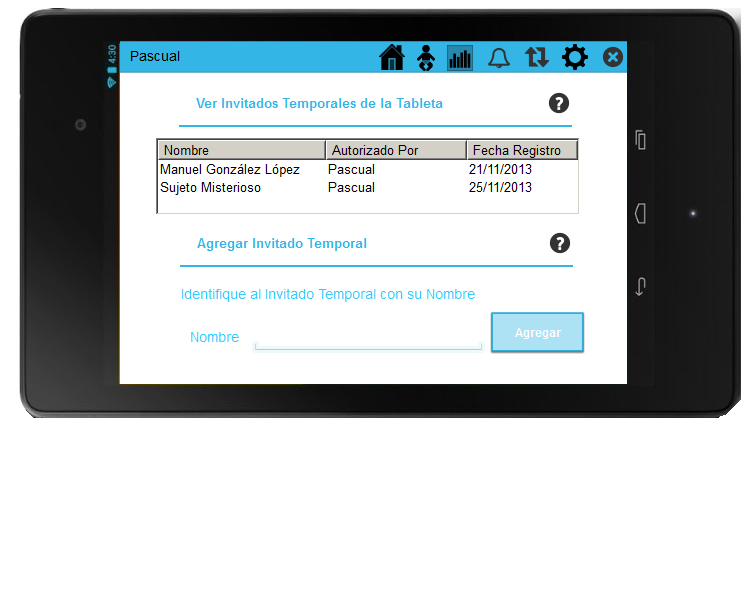 4:30
Pascual
Ver Invitados Temporales de la Tableta ?
Nombre Autorizado Por Fecha Registro
Manuel González López Pascual 21/11/2013
Sujeto Misterioso Pascual 25/11/2013
Agregar Invitado Temporal ?
Identifique al Invitado Temporal con su Nombre
Nombre Agregar